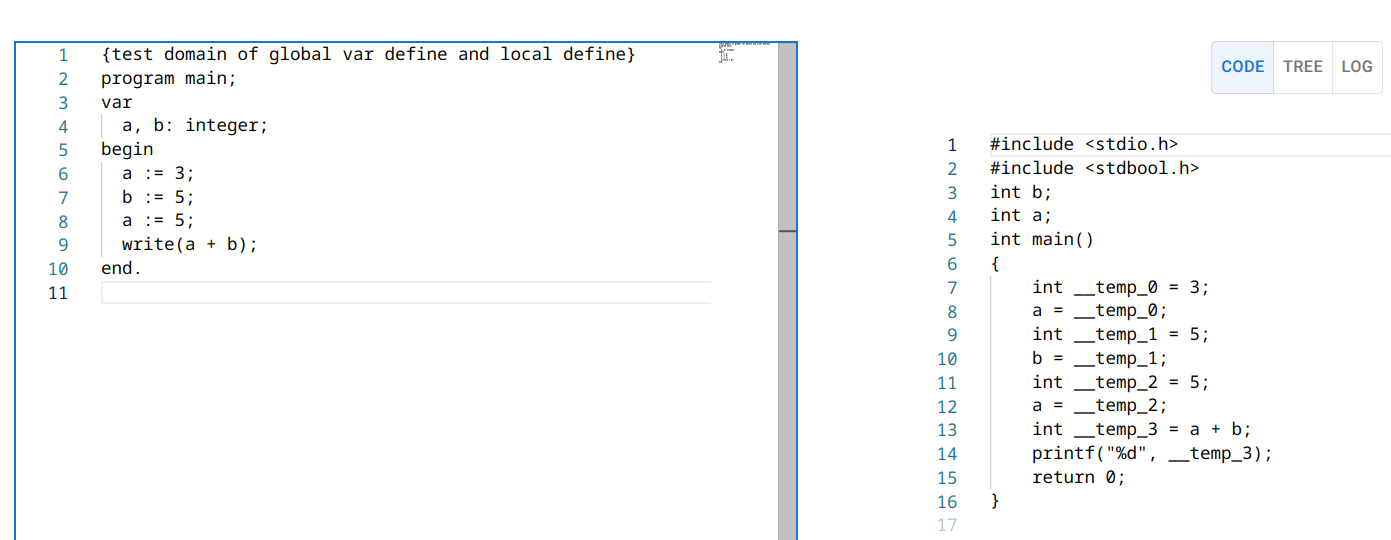 1 {test domain of global var define and local define}
2 program main;
3 var
4   a, b: integer;
5 begin
6   a := 3;
7   b := 5;
8   a := 5;
9   write(a + b);
10 end.
11
CODE TREE LOG
1 #include <stdio.h>
2 #include <stdbool.h>
3 int b;
4 int a;
5 int main()
6 {
7     int __temp_0 = 3;
8     a = __temp_0;
9     int __temp_1 = 5;
10     b = __temp_1;
11     int __temp_2 = 5;
12     a = __temp_2;
13     int __temp_3 = a + b;
14     printf("%d", __temp_3);
15     return 0;
16 }
17